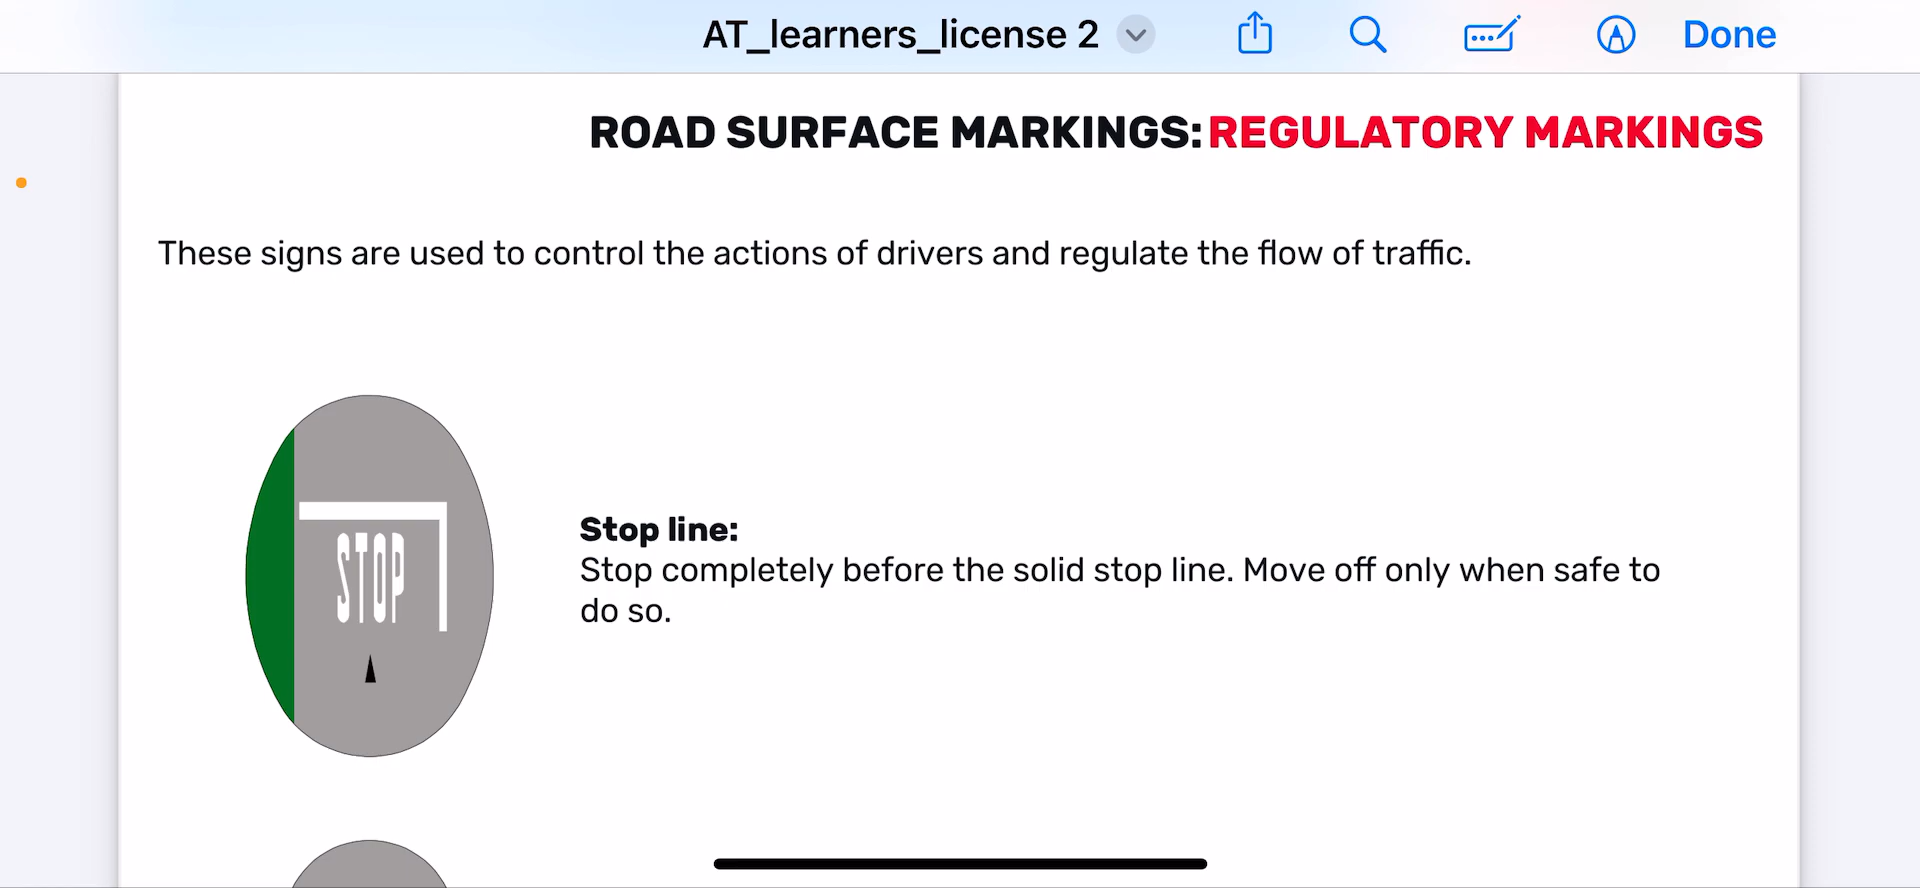 AT_learners_license 2
Done
ROAD SURFACE MARKINGS: REGULATORY MARKINGS
These signs are used to control the actions of drivers and regulate the flow of traffic.
STOP
Stop line:
Stop completely before the solid stop line. Move off only when safe to
do so.